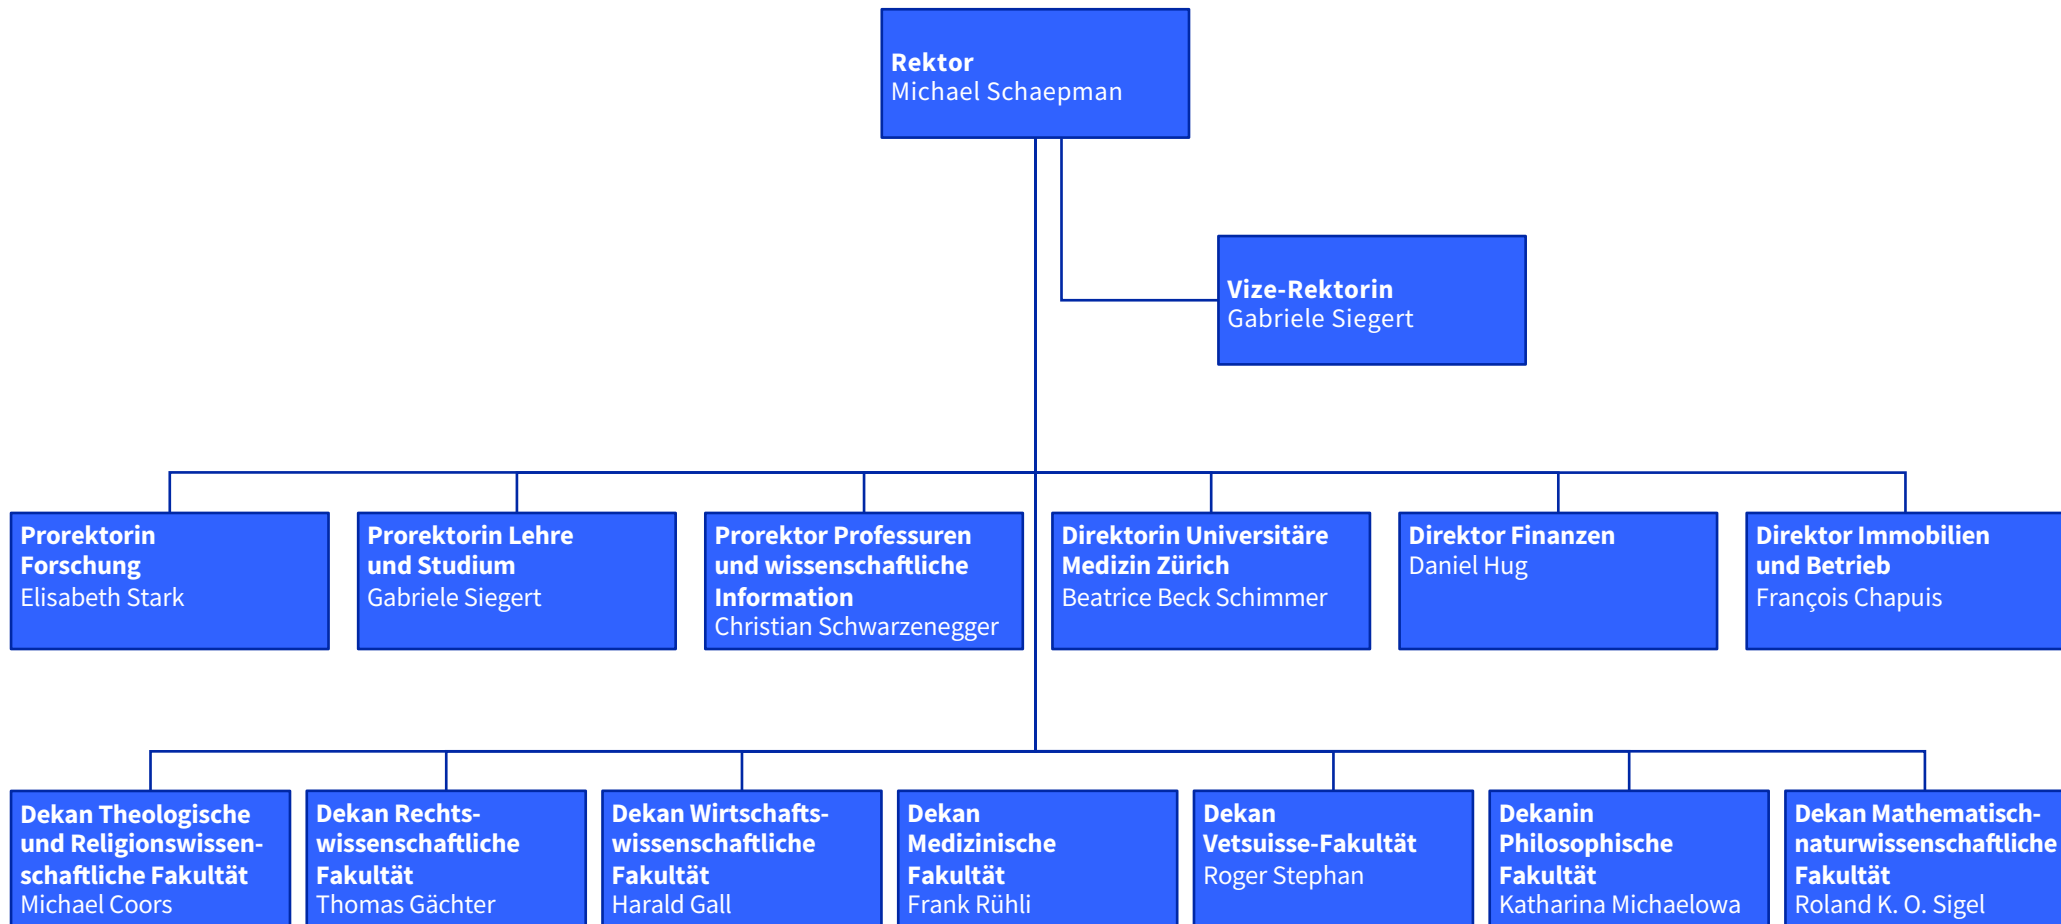 Rektor
Michael Schaepman
Vize-Rektorin
Gabriele Siegert
Prorektorin
Forschung
Elisabeth Stark
Prorektorin Lehre
und Studium
Gabriele Siegert
Prorektor Professuren
und wissenschaftliche
Information
Christian Schwarzenegger
Direktorin Universitäre
Medizin Zürich
Beatrice Beck Schimmer
Direktor Finanzen
Daniel Hug
Direktor Immobilien
und Betrieb
François Chapuis
Dekan Theologische
und Religionswissen-
schaftliche Fakultät
Michael Coors
Dekan Rechts-
wissenschaftliche
Fakultät
Thomas Gächter
Dekan Wirtschafts-
wissenschaftliche
Fakultät
Harald Gall
Dekan
Medizinische
Fakultät
Frank Rühli
Dekan
Vetsuisse-Fakultät
Roger Stephan
Dekanin
Philosophische
Fakultät
Katharina Michaelowa
Dekan Mathematisch-
naturwissenschaftliche
Fakultät
Roland K. O. Sigel